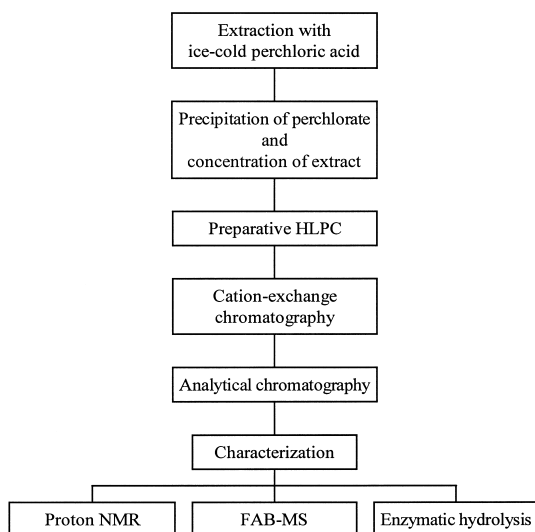 Extraction with
ice-cold perchloric acid
Precipitation of perchlorate
and
concentration of extract
Preparative HLPC
Cation-exchange
chromatography
Analytical chromatography
Characterization
Proton NMR
FAB-MS
Enzymatic hydrolysis